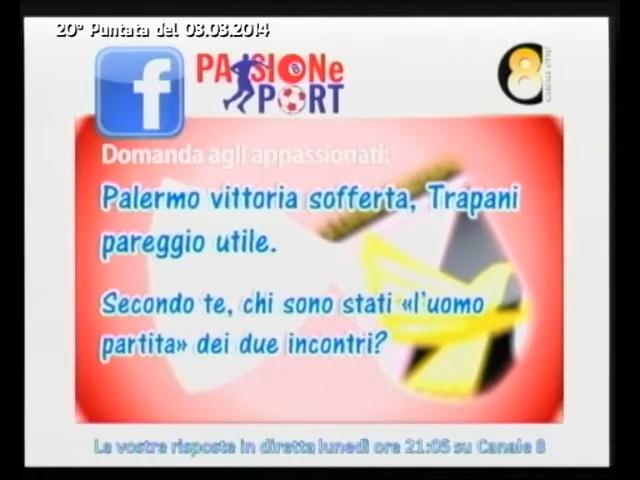 20° Puntata del 03.03.2014
PASSIONe
SPORT
8
Domanda agli appassionati:
Palermo vittoria sofferta, Trapani
pareggio utile.
Secondo te, chi sono stati «l'uomo
partita» dei due incontri?
Le vostre risposte in diretta lunedì ore 21:05 su Canale 8